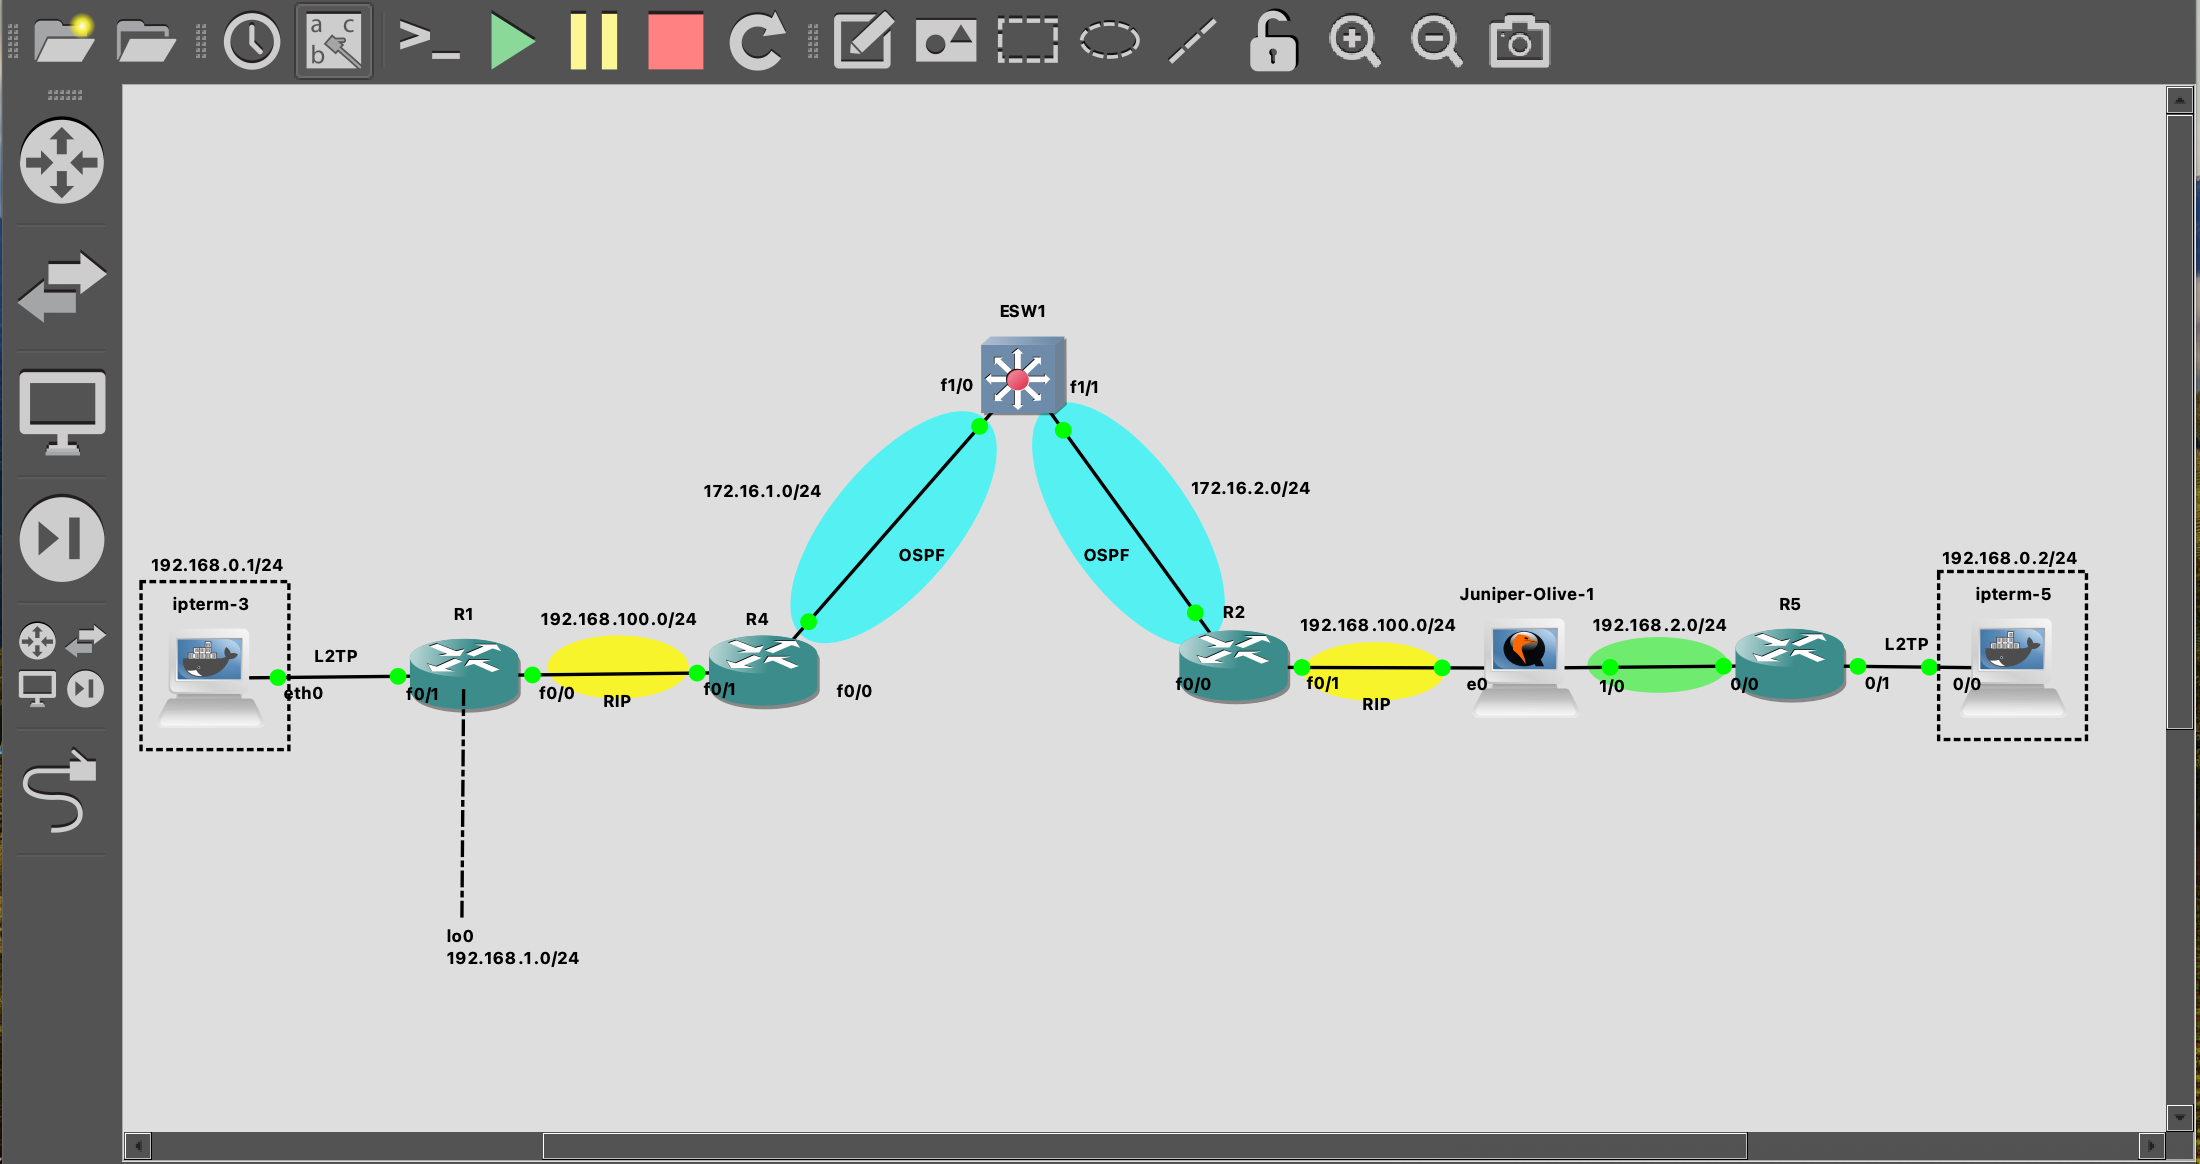 a c
b
ESW1
f1/0
f1/1
172.16.1.0/24
172.16.2.0/24
OSPF
OSPF
192.168.0.1/24
192.168.0.2/24
ipterm-3
Juniper-Olive-1
ipterm-5
R1
192.168.100.0/24
R4
R2
192.168.100.0/24
192.168.2.0/24
R5
L2TP
L2TP
eth0
f0/1
f0/0
RIP
f0/1
f0/0
f0/0
f0/1
RIP
e0
1/0
0/0
0/1
0/0
lo0
192.168.1.0/24